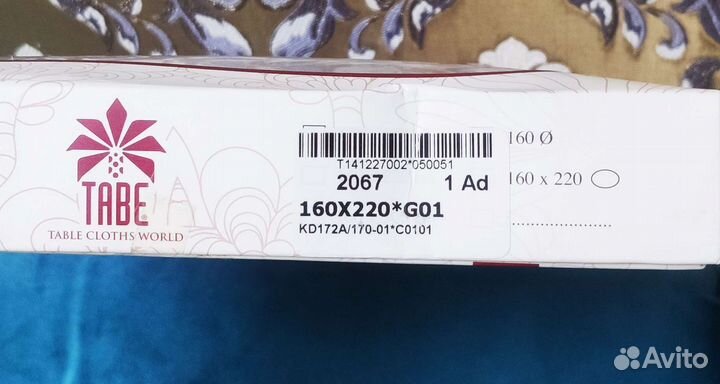 TABE
TABLE CLOTHS WORLD
T141227002*050051
2067 1 Ad
160X220*G01
KD172A/170-01*C0101
160 Ø
160 x 220
Avito